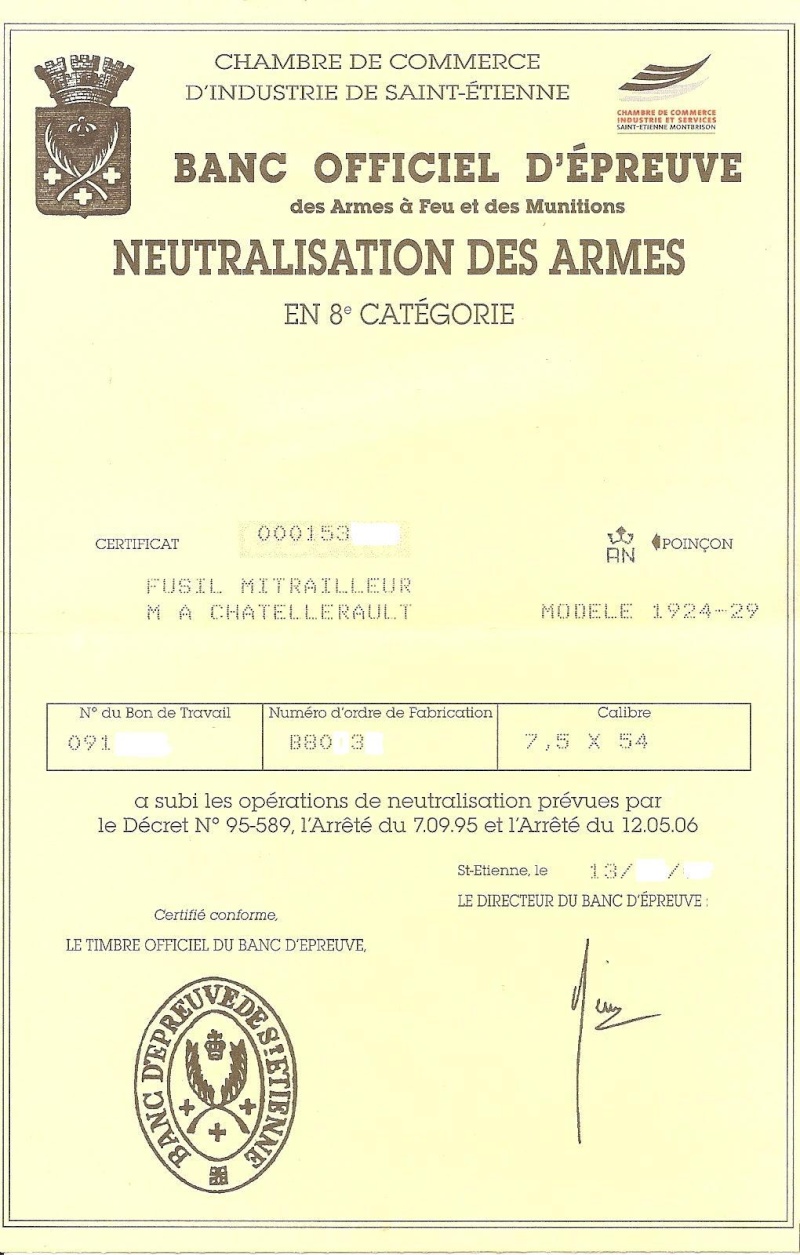 CHAMBRE DE COMMERCE
D'INDUSTRIE DE SAINT-ÉTIENNE
CHAMBRE DE COMMERCE
INDUSTRIE ET SERVICES
SAINT-ETIENNE MONTBRISON
BANC OFFICIEL D'ÉPREUVE
des Armes à Feu et des Munitions
NEUTRALISATION DES ARMES
EN 8e CATÉGORIE
CERTIFICAT 000153
AN POINÇON
FUSIL MITRAILLEUR
M A CHATELLERAULT MODELE 1924-29
N° du Bon de Travail Numéro d'ordre de Fabrication Calibre
091 B80 3 7,5 X 54
a subi les opérations de neutralisation prévues par
le Décret N° 95-589, l'Arrêté du 7.09.95 et l'Arrêté du 12.05.06
St-Etienne, le 13/ /
LE DIRECTEUR DU BANC D'ÉPREUVE :
Certifié conforme,
LE TIMBRE OFFICIEL DU BANC D'EPREUVE,
BANC D'EPREUVE DE ST ETIENNE